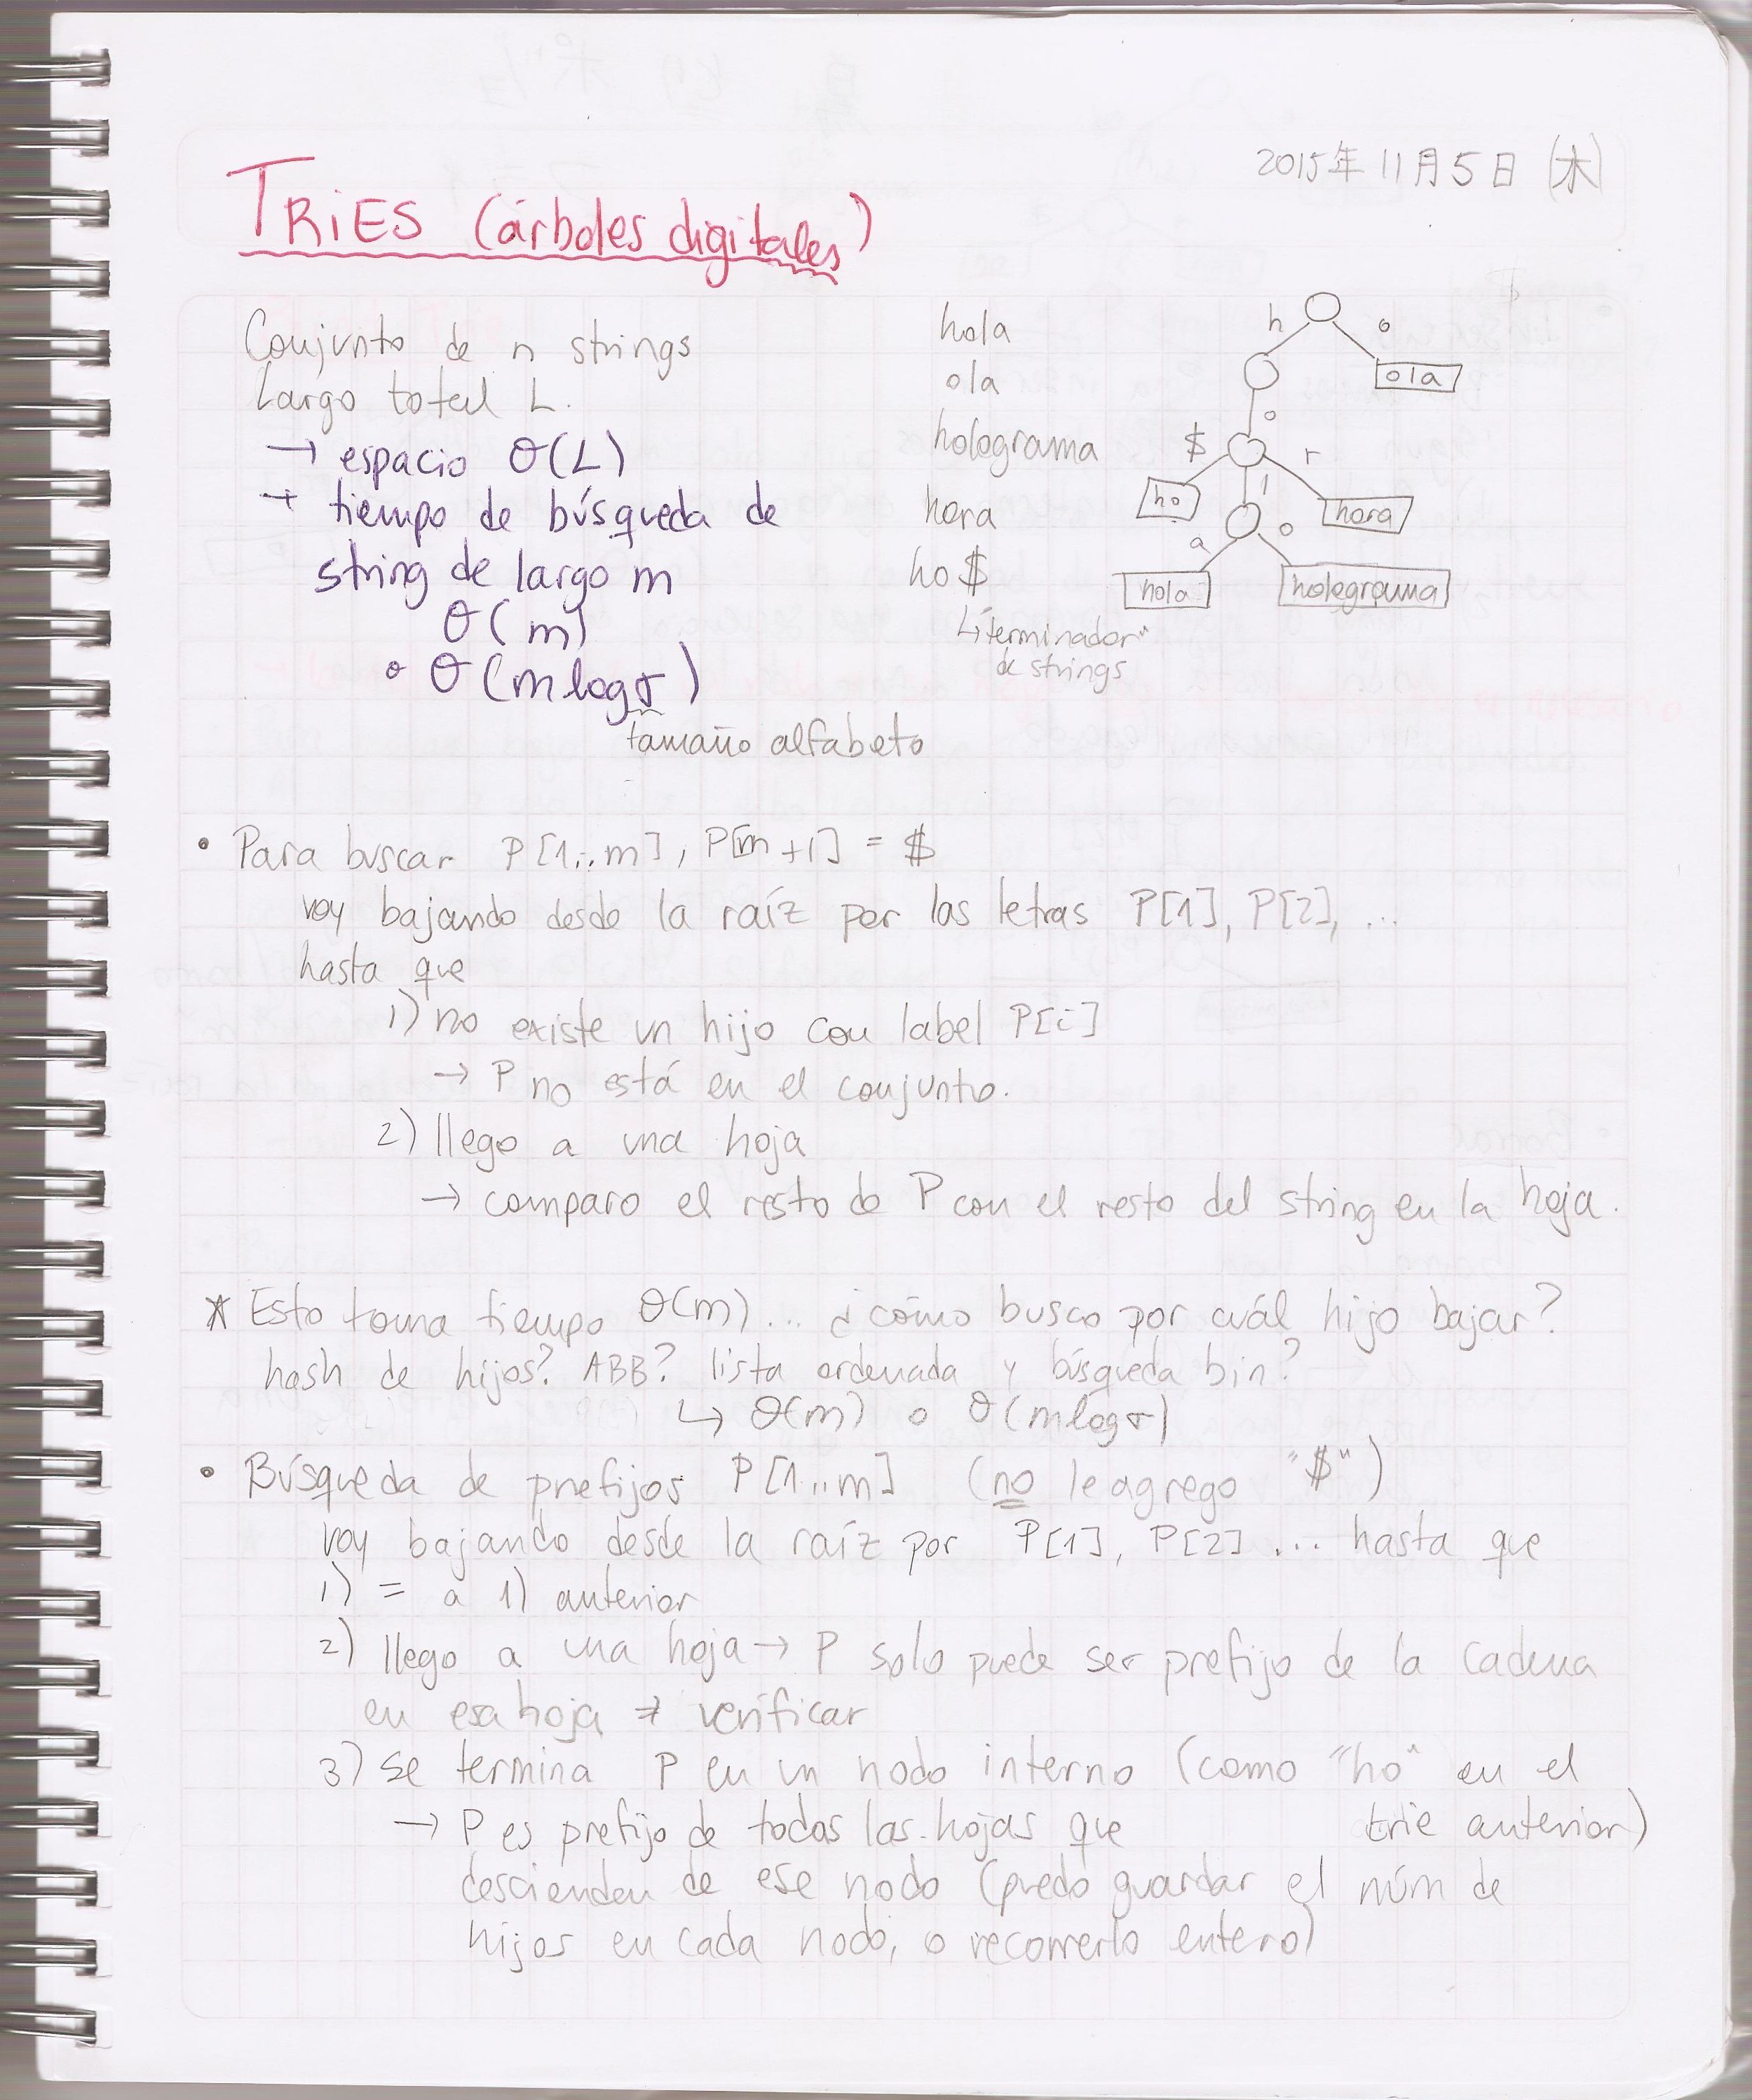 2015年11月5日 (木)
TRiES (árboles digitales)
Conjunto de n strings
Largo total L.
→ espacio O(L)
→ tiempo de búsqueda de
string de largo m
O(m)
o O(m log σ)
tamaño alfabeto
hola
ola
holograma
hora
ho$
↳ "terminador"
de strings
h
o
ola
o
$
r
ho
l
hora
a
o
hola
holograma
• Para buscar P[1..m], P[m+1] = $
voy bajando desde la raíz por las letras P[1], P[2], ...
hasta que
1) no existe un hijo con label P[i]
→ P no está en el conjunto.
2) llego a una hoja
→ comparo el resto de P con el resto del string en la hoja.
* Esto toma tiempo O(m)... ¿cómo busco por cuál hijo bajar?
hash de hijos? ABB? lista ordenada y búsqueda bin?
↳ O(m) o O(m log σ)
• Búsqueda de prefijos P[1..m] (no le agrego "$")
voy bajando desde la raíz por P[1], P[2] ... hasta que
1) = a 1) anterior
2) llego a una hoja → P solo puede ser prefijo de la cadena
en esa hoja → verificar
3) se termina P en un nodo interno (como "ho" en el
trie anterior)
→ P es prefijo de todas las hojas que
descienden de ese nodo (puedo guardar el núm de
hijos en cada nodo, o recorrerlo entero)